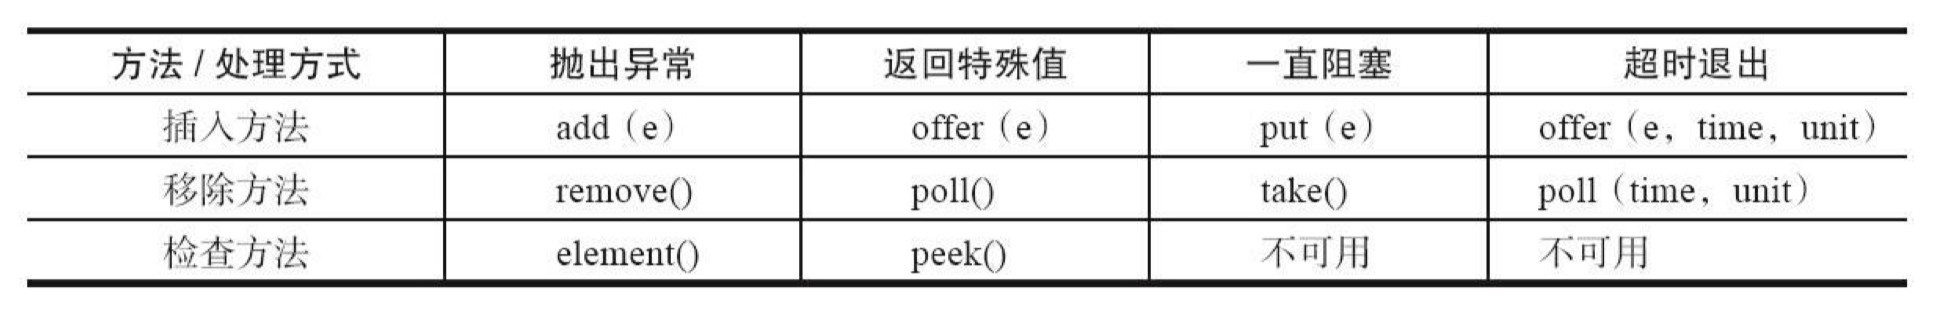 方法 / 处理方式 抛出异常 返回特殊值 一直阻塞 超时退出
插入方法 add（e） offer（e） put（e） offer（e，time，unit）
移除方法 remove() poll() take() poll（time，unit）
检查方法 element() peek() 不可用 不可用